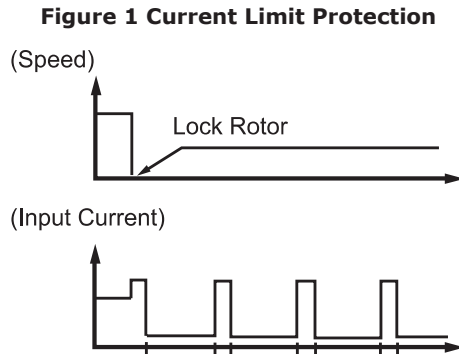 Figure 1 Current Limit Protection
(Speed)
Lock Rotor
(Input Current)